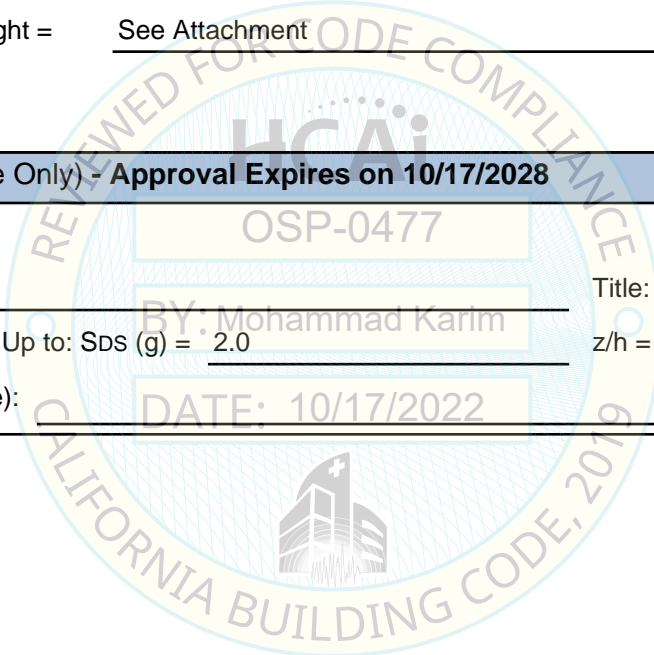 ght = See Attachment
REVIEWED FOR CODE COMPLIANCE
HCAi
e Only) - Approval Expires on 10/17/2028
OSP-0477
Title:
BY: Mohammad Karim
Up to: SDS (g) = 2.0 z/h =
e):
DATE: 10/17/2022
CALIFORNIA BUILDING CODE, 2019